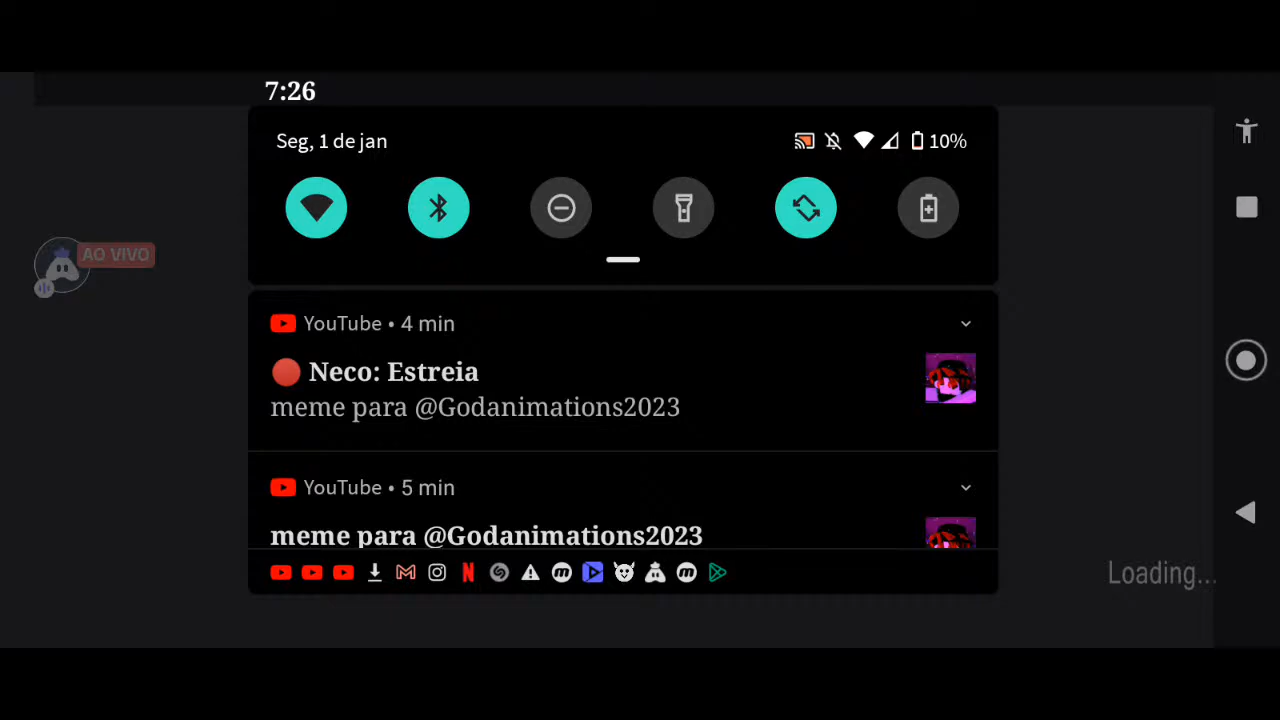 7:26
Seg, 1 de jan
10%
AO VIVO
YouTube • 4 min
Neco: Estreia
meme para @Godanimations2023
YouTube • 5 min
meme para @Godanimations2023
Loading...